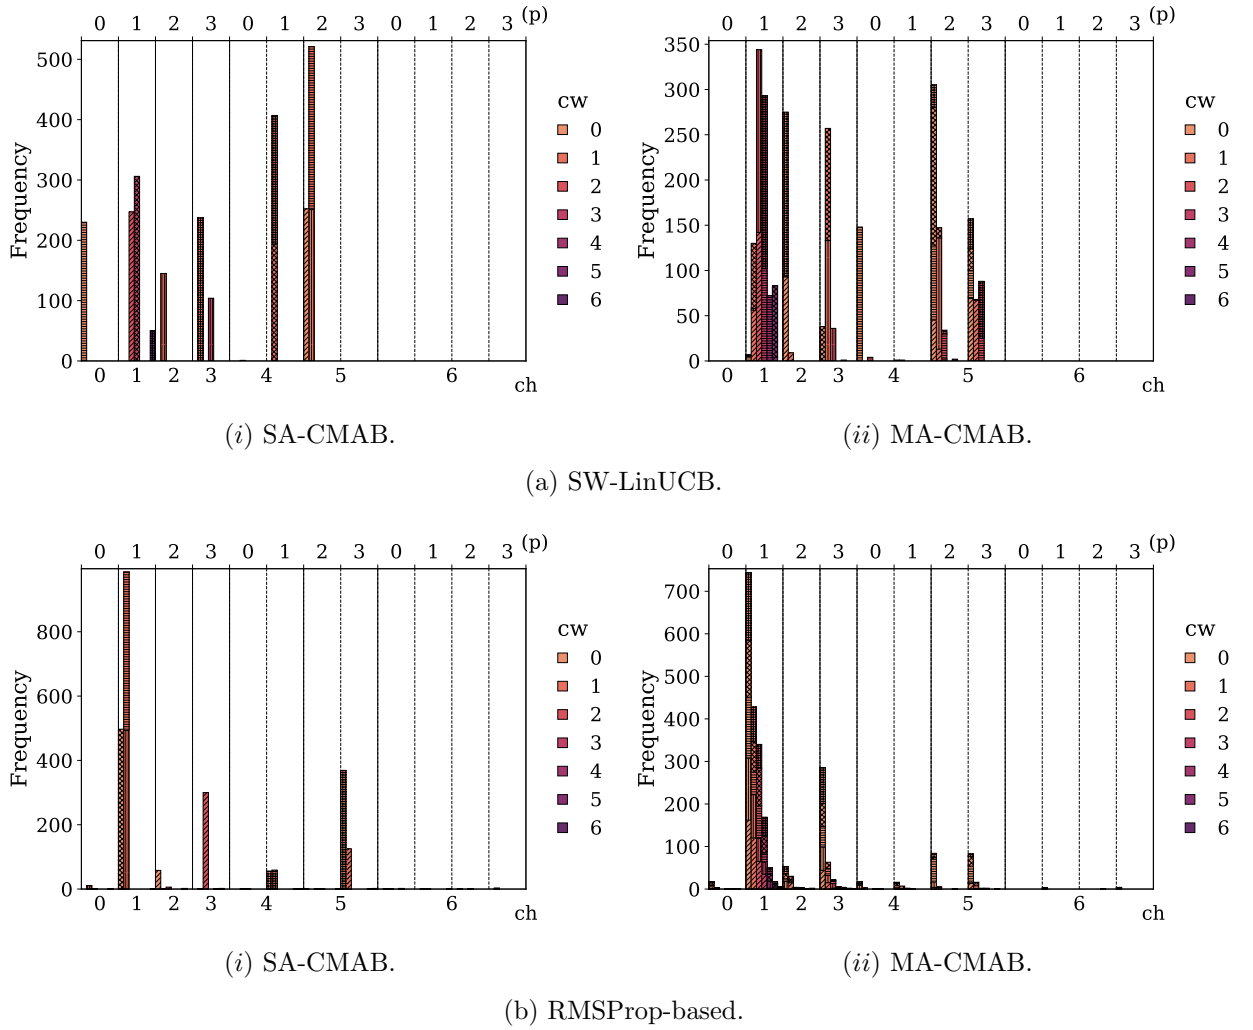 0 1 2 3 0 1 2 3 0 1 2 3 (p)
500
400
300
200
100
0
Frequency
0 1 2 3 4 5 6 ch
cw
0
1
2
3
4
5
6
(i) SA-CMAB.
0 1 2 3 0 1 2 3 0 1 2 3 (p)
350
300
250
200
150
100
50
0
Frequency
0 1 2 3 4 5 6 ch
cw
0
1
2
3
4
5
6
(ii) MA-CMAB.
(a) SW-LinUCB.
0 1 2 3 0 1 2 3 0 1 2 3 (p)
800
600
400
200
0
Frequency
0 1 2 3 4 5 6 ch
cw
0
1
2
3
4
5
6
(i) SA-CMAB.
0 1 2 3 0 1 2 3 0 1 2 3 (p)
700
600
500
400
300
200
100
0
Frequency
0 1 2 3 4 5 6 ch
cw
0
1
2
3
4
5
6
(ii) MA-CMAB.
(b) RMSProp-based.